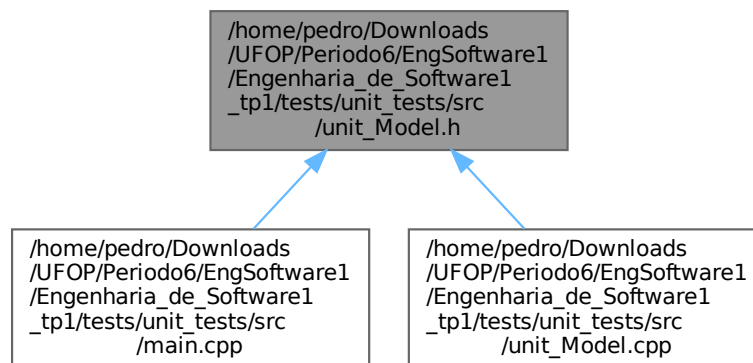 /home/pedro/Downloads
/UFOP/Periodo6/EngSoftware1
/Engenharia_de_Software1
_tp1/tests/unit_tests/src
/unit_Model.h
/home/pedro/Downloads
/UFOP/Periodo6/EngSoftware1
/Engenharia_de_Software1
_tp1/tests/unit_tests/src
/main.cpp
/home/pedro/Downloads
/UFOP/Periodo6/EngSoftware1
/Engenharia_de_Software1
_tp1/tests/unit_tests/src
/unit_Model.cpp